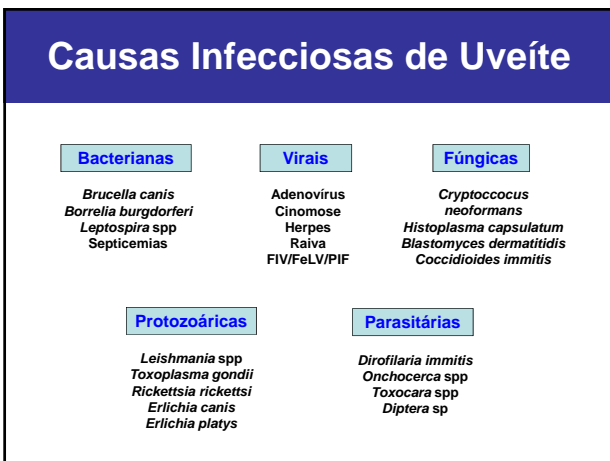 Causas Infecciosas de Uveíte
Bacterianas
Brucella canis
Borrelia burgdorferi
Leptospira spp
Septicemias
Virais
Adenovírus
Cinomose
Herpes
Raiva
FIV/FeLV/PIF
Fúngicas
Cryptoccocus
neoformans
Histoplasma capsulatum
Blastomyces dermatitidis
Coccidioides immitis
Protozoáricas
Leishmania spp
Toxoplasma gondii
Rickettsia rickettsi
Erlichia canis
Erlichia platys
Parasitárias
Dirofilaria immitis
Onchocerca spp
Toxocara spp
Diptera sp